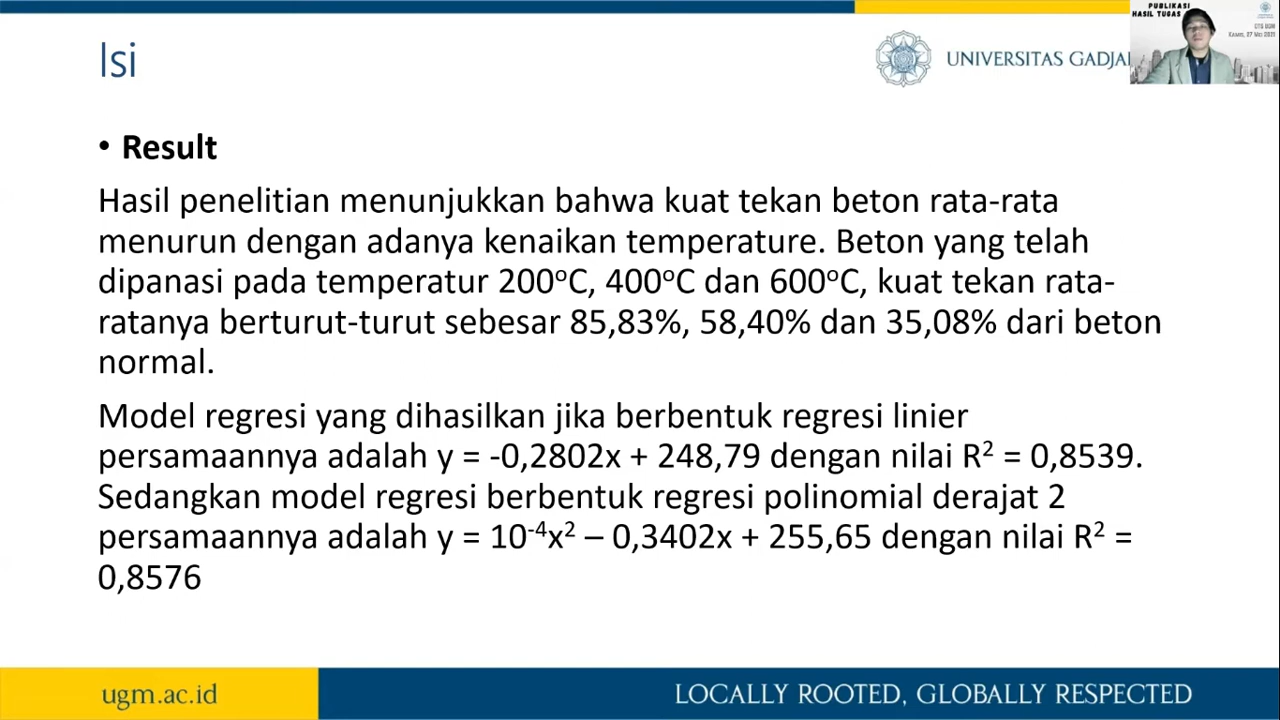 Isi
UNIVERSITAS GADJAH
PUBLIKASI
HASIL TUGAS
• Result
Hasil penelitian menunjukkan bahwa kuat tekan beton rata-rata
menurun dengan adanya kenaikan temperature. Beton yang telah
dipanasi pada temperatur 200°C, 400°C dan 600°C, kuat tekan rata-
ratanya berturut-turut sebesar 85,83%, 58,40% dan 35,08% dari beton
normal.
Model regresi yang dihasilkan jika berbentuk regresi linier
persamaannya adalah y = -0,2802x + 248,79 dengan nilai R² = 0,8539.
Sedangkan model regresi berbentuk regresi polinomial derajat 2
persamaannya adalah y = 10⁻⁴x² – 0,3402x + 255,65 dengan nilai R² =
0,8576
ugm.ac.id
LOCALLY ROOTED, GLOBALLY RESPECTED